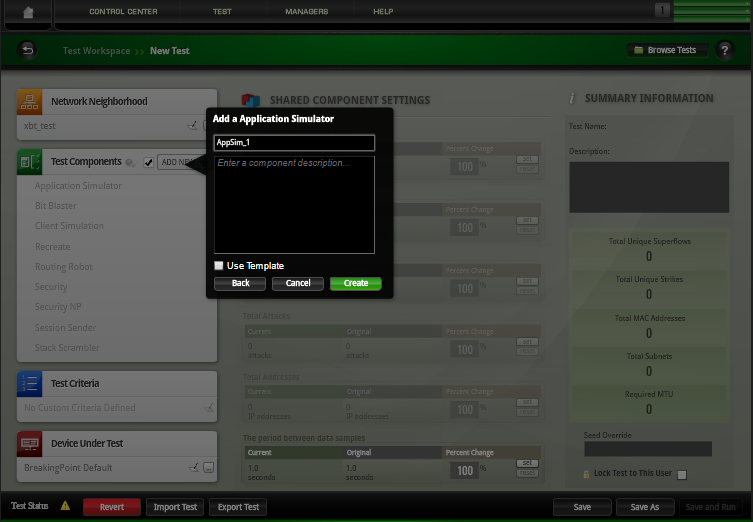 CONTROL CENTER TEST MANAGERS HELP 1
Test Workspace >> New Test Browse Tests ?
Network Neighborhood
xbt_test
Test Components ADD NE
Application Simulator
Bit Blaster
Client Simulation
Recreate
Routing Robot
Security
Security NP
Session Sender
Stack Scrambler
Test Criteria
No Custom Criteria Defined
Device Under Test
BreakingPoint Default
Add a Application Simulator
AppSim_1
Enter a component description...
Use Template
Back Cancel Create
SHARED COMPONENT SETTINGS
Percent Change
100 % set
reset
Percent Change
100 % set
reset
Percent Change
100 % set
reset
Total Attacks
Current Original Percent Change
0 0 100 % set
attacks attacks reset
Total Addresses
Current Original Percent Change
0 0 100 % set
IP addresses IP addresses reset
The period between data samples
Current Original Percent Change
1.0 1.0 100 % set
seconds seconds reset
i SUMMARY INFORMATION
Test Name:
Description:
Total Unique Superflows
0
Total Unique Strikes
0
Total MAC Addresses
0
Total Subnets
0
Required MTU
0
Seed Override
Lock Test to This User
Test Status Revert Import Test Export Test Save Save As Save and Run